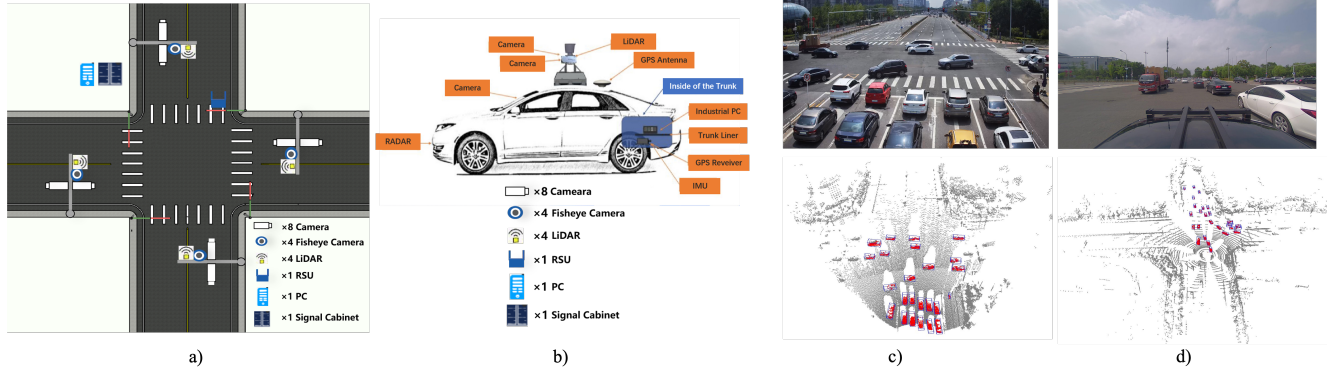 ×8 Camera
×4 Fisheye Camera
×4 LiDAR
×1 RSU
×1 PC
×1 Signal Cabinet
a)
Camera
LiDAR
Camera
GPS Antenna
Camera
Inside of the Trunk
Industrial PC
RADAR
Trunk Liner
GPS Reveiver
IMU
×8 Cameara
×4 Fisheye Camera
×4 LiDAR
×1 RSU
×1 PC
×1 Signal Cabinet
b)
c)
d)